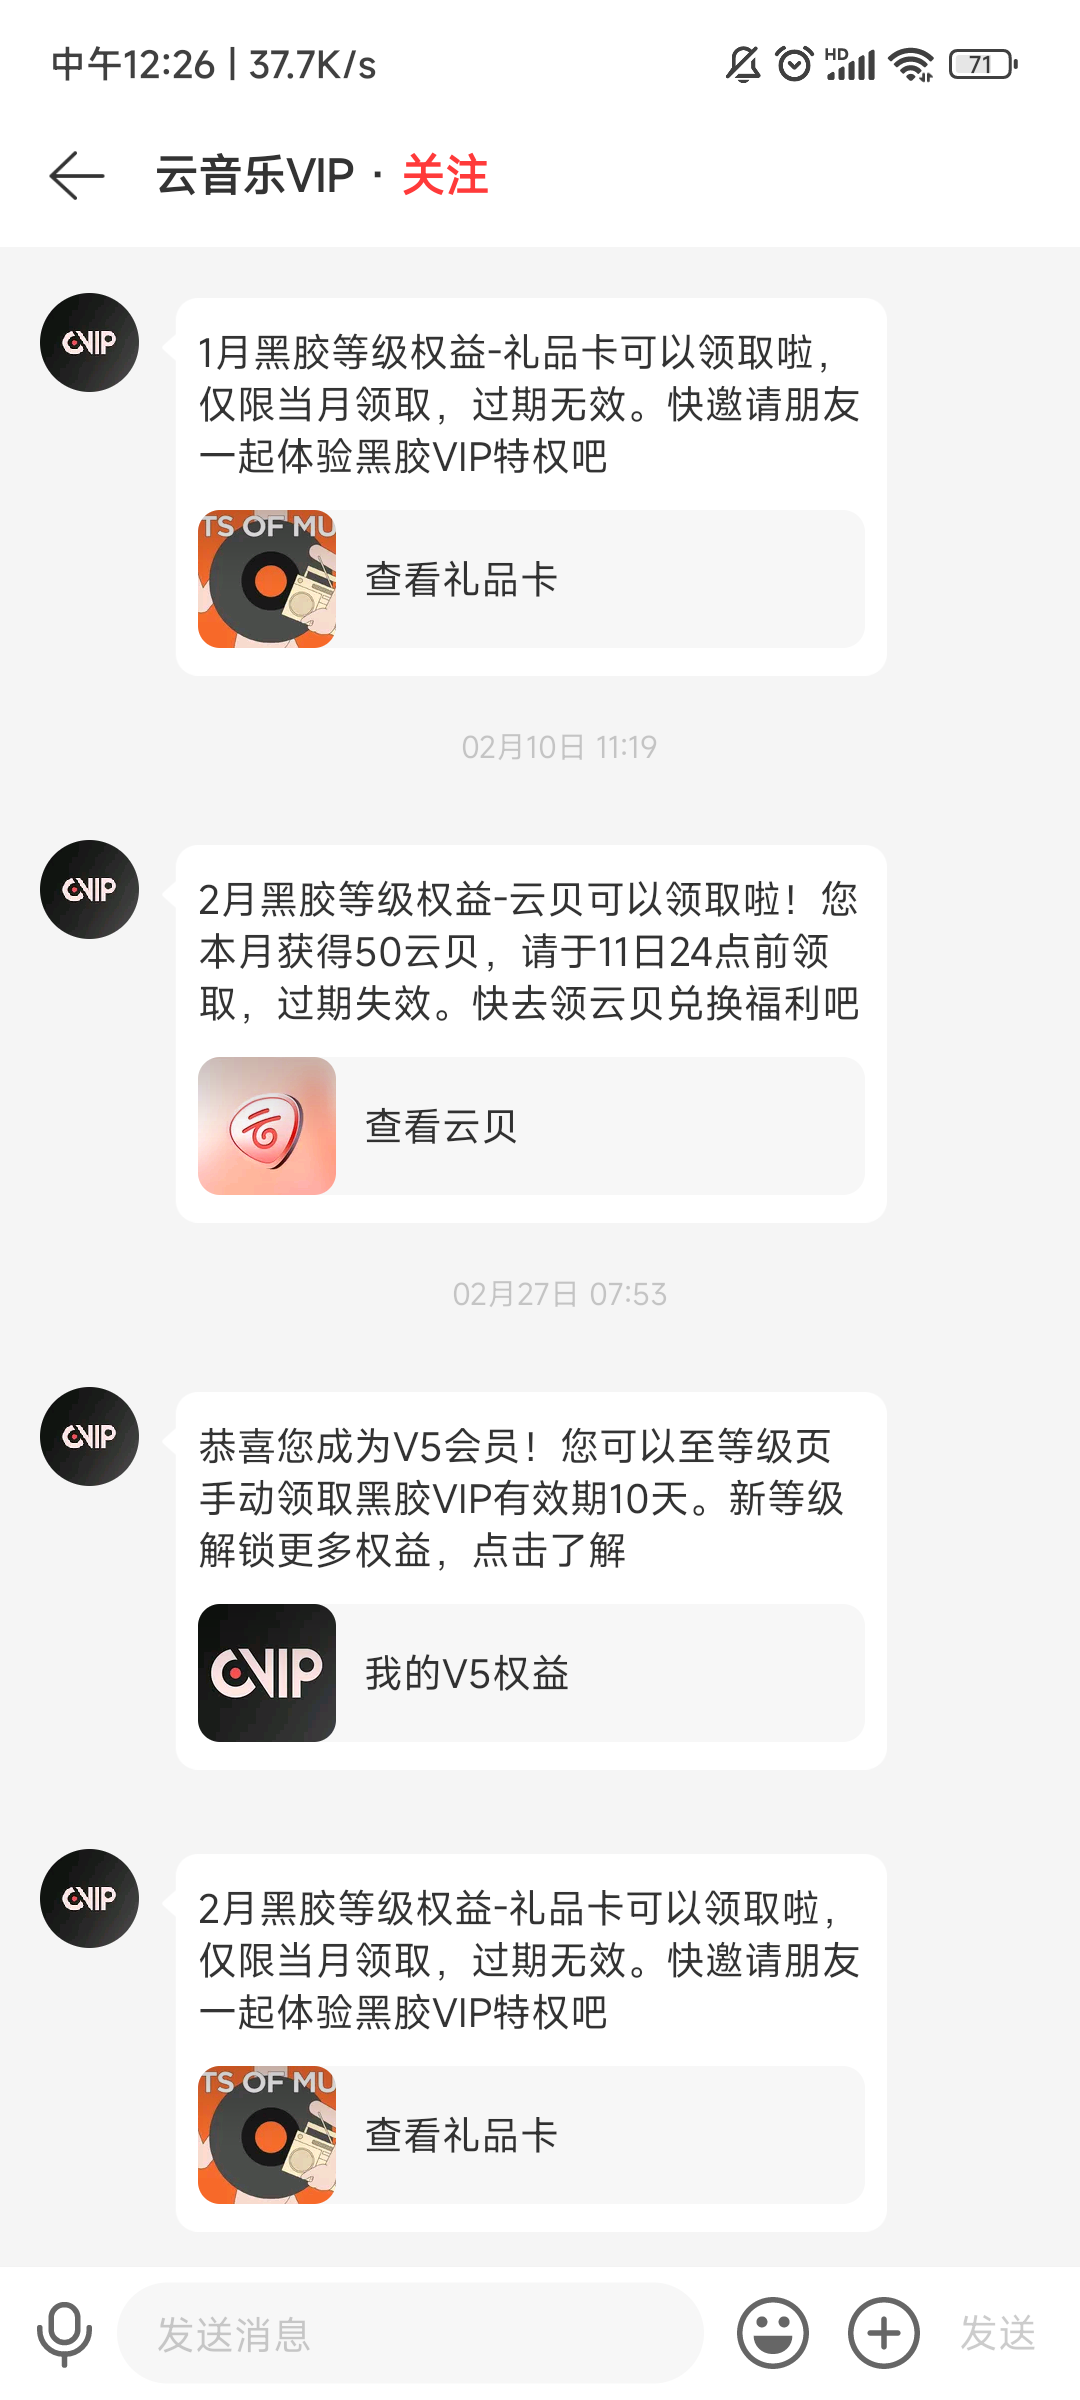 中午12:26 | 37.7K/s
HD
71
云音乐VIP · 关注
VIP
1月黑胶等级权益-礼品卡可以领取啦，
仅限当月领取，过期无效。快邀请朋友
一起体验黑胶VIP特权吧
TS OF MU
查看礼品卡
02月10日 11:19
VIP
2月黑胶等级权益-云贝可以领取啦！您
本月获得50云贝，请于11日24点前领
取，过期失效。快去领云贝兑换福利吧
云
查看云贝
02月27日 07:53
VIP
恭喜您成为V5会员！您可以至等级页
手动领取黑胶VIP有效期10天。新等级
解锁更多权益，点击了解
VIP
我的V5权益
VIP
2月黑胶等级权益-礼品卡可以领取啦，
仅限当月领取，过期无效。快邀请朋友
一起体验黑胶VIP特权吧
TS OF MU
查看礼品卡
发送消息
发送